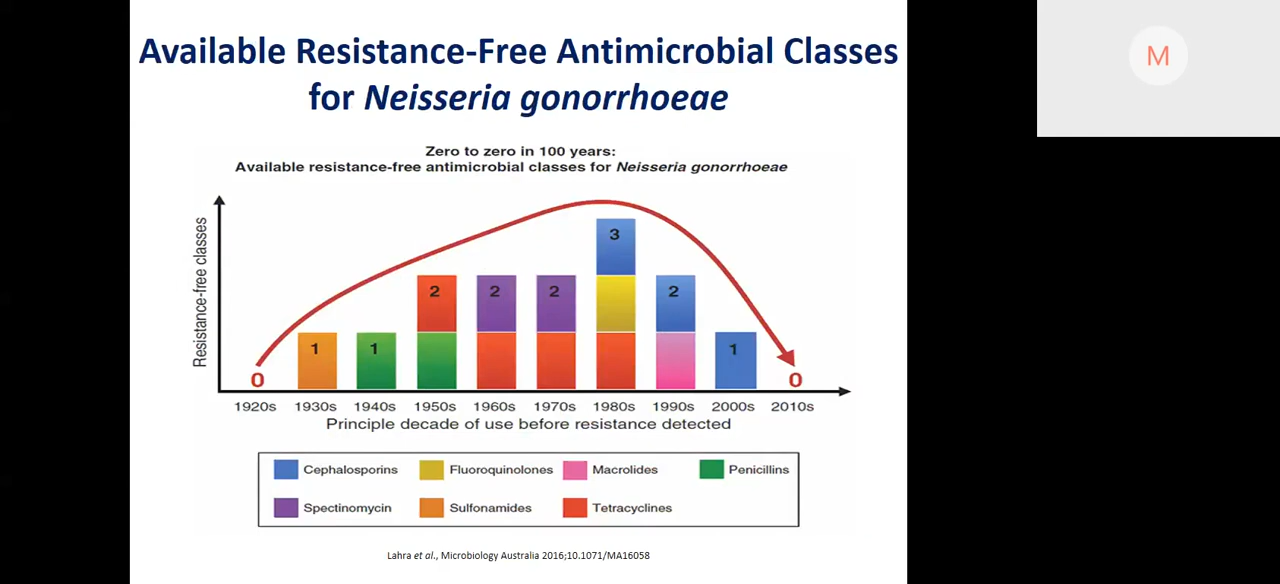 Available Resistance-Free Antimicrobial Classes
for Neisseria gonorrhoeae
M
Zero to zero in 100 years:
Available resistance-free antimicrobial classes for Neisseria gonorrhoeae
Resistance-free classes
0
1
1
2
2
2
3
2
1
0
1920s 1930s 1940s 1950s 1960s 1970s 1980s 1990s 2000s 2010s
Principle decade of use before resistance detected
Cephalosporins Fluoroquinolones Macrolides Penicillins
Spectinomycin Sulfonamides Tetracyclines
Lahra et al., Microbiology Australia 2016;10.1071/MA16058